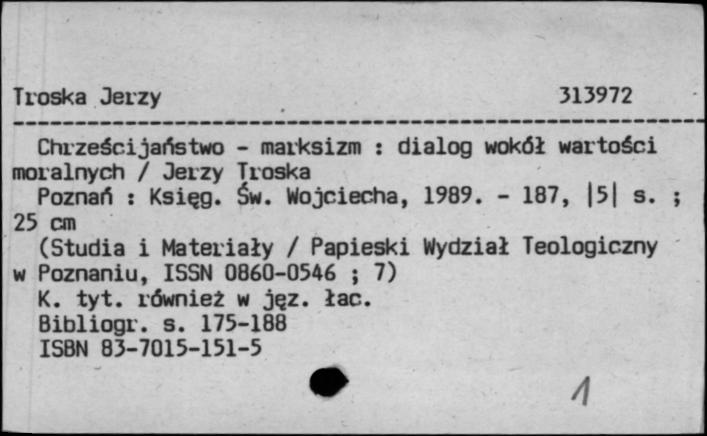 Troska Jerzy 313972
Chrześcijaństwo - marksizm : dialog wokół wartości
moralnych / Jerzy Troska
Poznań : Księg. Św. Wojciecha, 1989. - 187, |5| s. ;
25 cm
(Studia i Materiały / Papieski Wydział Teologiczny
w Poznaniu, ISSN 0860-0546 ; 7)
K. tyt. również w jęz. łac.
Bibliogr. s. 175-188
ISBN 83-7015-151-5
1